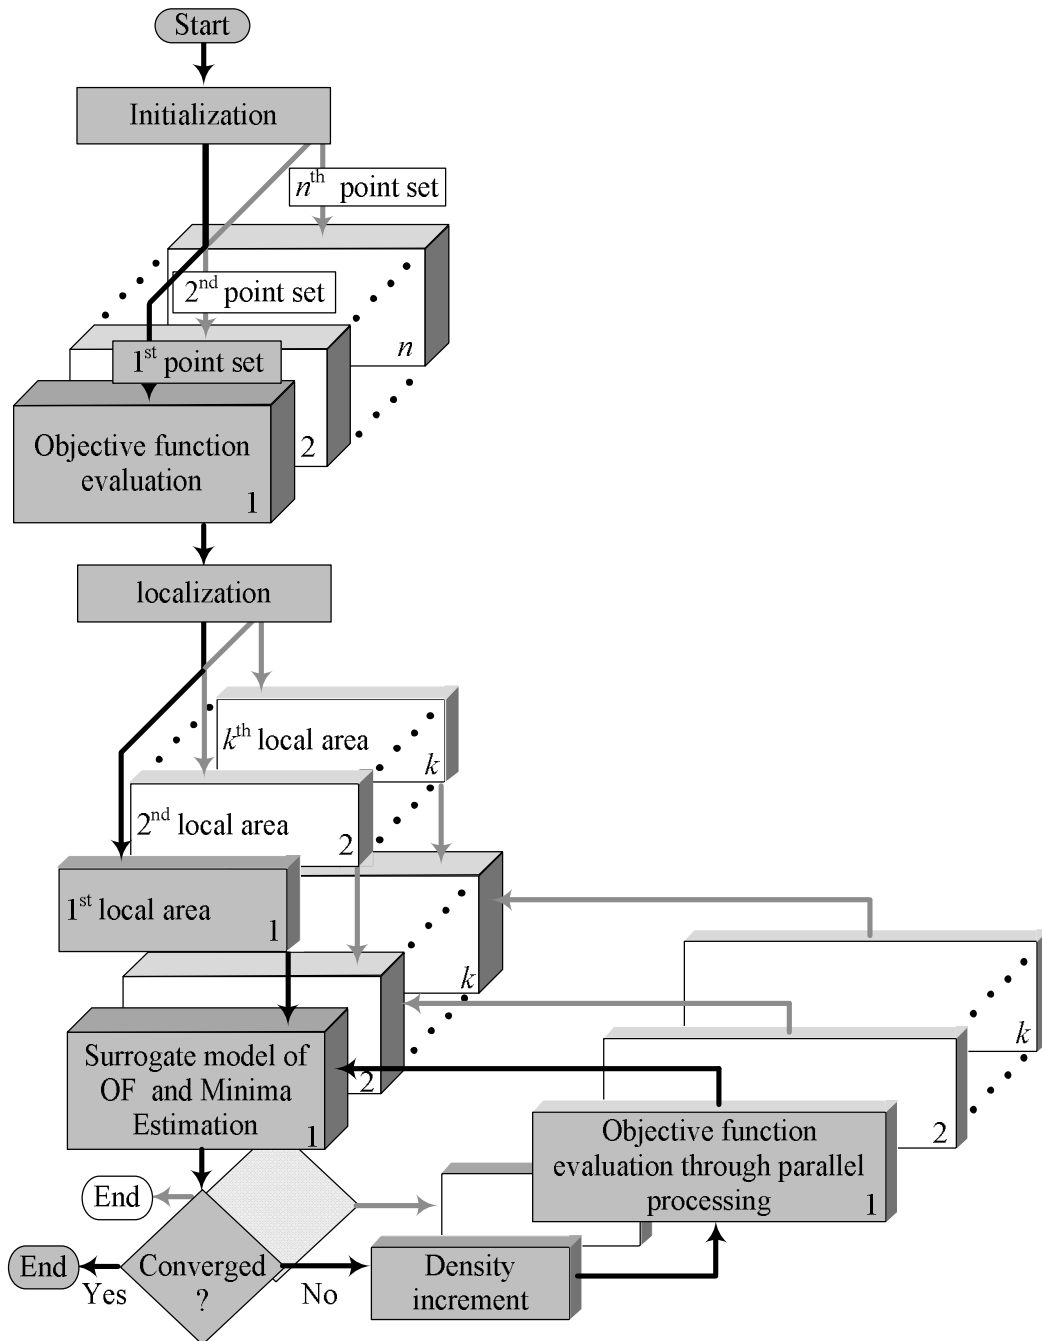 Start
Initialization
nth point set
2nd point set
n
1st point set
2
Objective function
evaluation
1
localization
kth local area
k
2nd local area
2
1st local area
1
k
k
2
Surrogate model of
OF and Minima
Estimation
1
2
Objective function
evaluation through parallel
processing
1
End
End
Yes
Converged
?
No
Density
increment